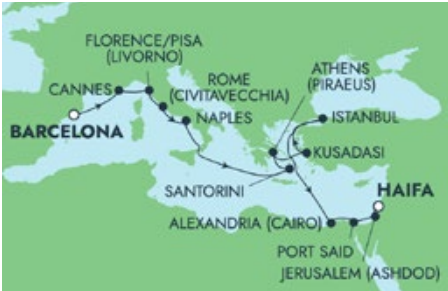 FLORENCE/PISA
(LIVORNO)
CANNES
ROME
(CIVITAVECCHIA)
NAPLES
BARCELONA
ATHENS
(PIRAEUS)
ISTANBUL
KUSADASI
SANTORINI
HAIFA
ALEXANDRIA (CAIRO)
PORT SAID
JERUSALEM (ASHDOD)